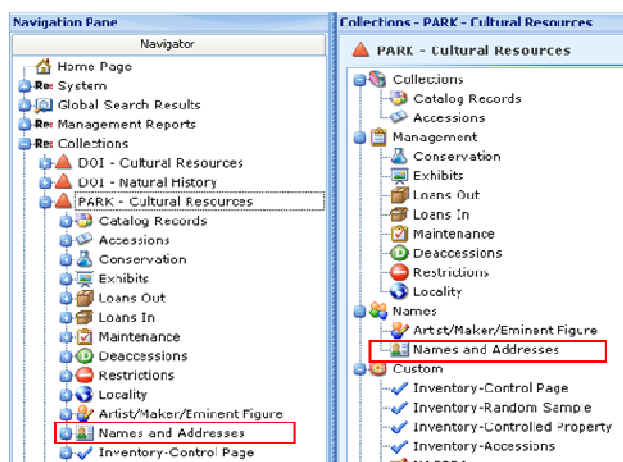 Navigation Pane
Navigator
Home Page
Rec System
Global Search Results
Rec Management Reports
Rec Collections
DOI - Cultural Resources
DOI - Natural History
PARK - Cultural Resources
Catalog Records
Accessions
Conservation
Exhibits
Loans Out
Loans In
Maintenance
Deaccessions
Restrictions
Locality
Artist/Maker/Eminent Figure
Names and Addresses
Inventory-Control Page
Collections - PARK - Cultural Resources
PARK - Cultural Resources
Collections
Catalog Records
Accessions
Management
Conservation
Exhibits
Loans Out
Loans In
Maintenance
Deaccessions
Restrictions
Locality
Names
Artist/Maker/Eminent Figure
Names and Addresses
Custom
Inventory-Control Page
Inventory-Random Sample
Inventory-Controlled Property
Inventory-Accessions